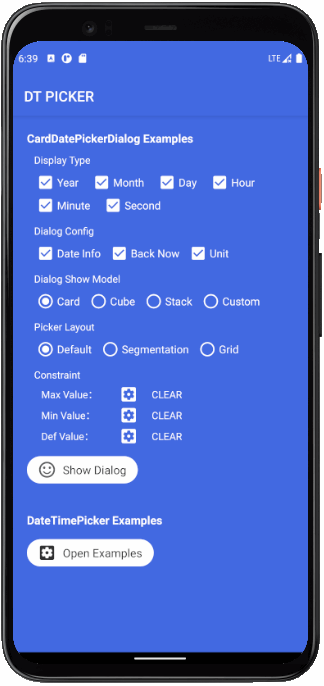 6:39 LTE
DT PICKER
CardDatePickerDialog Examples
Display Type
Year Month Day Hour
Minute Second
Dialog Config
Date Info Back Now Unit
Dialog Show Model
Card Cube Stack Custom
Picker Layout
Default Segmentation Grid
Constraint
Max Value： CLEAR
Min Value： CLEAR
Def Value： CLEAR
Show Dialog
DateTimePicker Examples
Open Examples